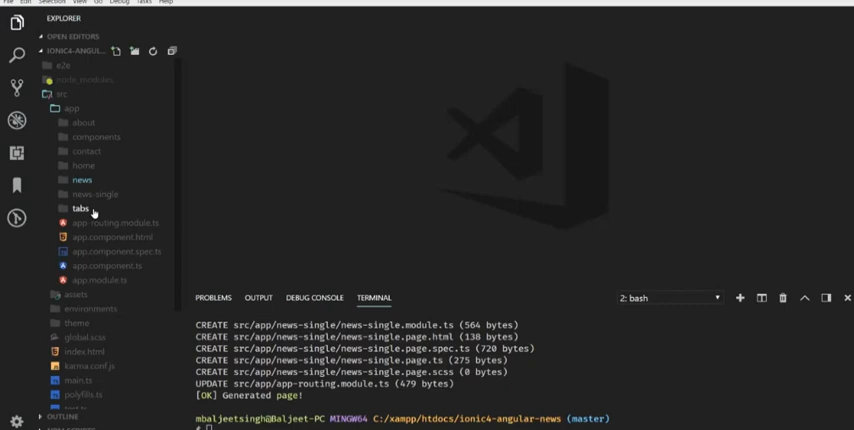 File Edit Selection View Go Debug Tasks Help
EXPLORER
OPEN EDITORS
IONIC4-ANGUL...
e2e
node_modules
src
app
about
components
contact
home
news
news-single
tabs
app-routing.module.ts
app.component.html
app.component.spec.ts
app.component.ts
app.module.ts
assets
environments
theme
global.scss
index.html
karma.conf.js
main.ts
polyfills.ts
test.ts
OUTLINE
PROBLEMS OUTPUT DEBUG CONSOLE TERMINAL 2: bash
CREATE src/app/news-single/news-single.module.ts (564 bytes)
CREATE src/app/news-single/news-single.page.html (138 bytes)
CREATE src/app/news-single/news-single.page.spec.ts (720 bytes)
CREATE src/app/news-single/news-single.page.ts (275 bytes)
CREATE src/app/news-single/news-single.page.scss (0 bytes)
UPDATE src/app/app-routing.module.ts (479 bytes)
[OK] Generated page!
mbaljeetsingh@Baljeet-PC MINGW64 C:/xampp/htdocs/ionic4-angular-news (master)
$